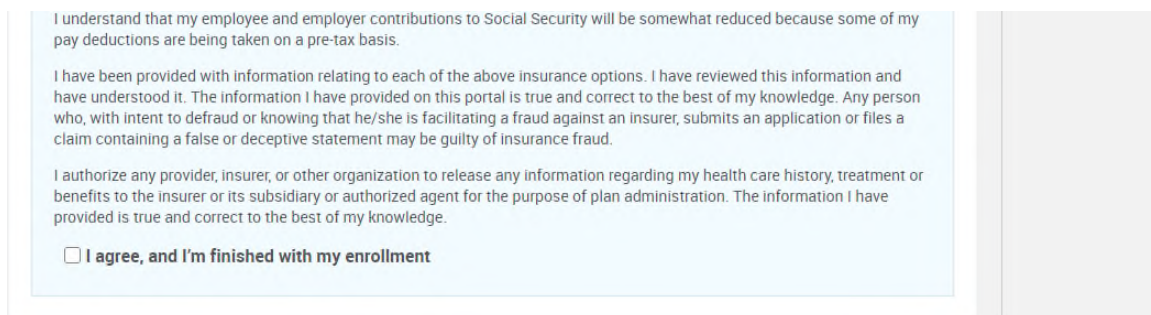 I understand that my employee and employer contributions to Social Security will be somewhat reduced because some of my
pay deductions are being taken on a pre-tax basis.
I have been provided with information relating to each of the above insurance options. I have reviewed this information and
have understood it. The information I have provided on this portal is true and correct to the best of my knowledge. Any person
who, with intent to defraud or knowing that he/she is facilitating a fraud against an insurer, submits an application or files a
claim containing a false or deceptive statement may be guilty of insurance fraud.
I authorize any provider, insurer, or other organization to release any information regarding my health care history, treatment or
benefits to the insurer or its subsidiary or authorized agent for the purpose of plan administration. The information I have
provided is true and correct to the best of my knowledge.
I agree, and I'm finished with my enrollment